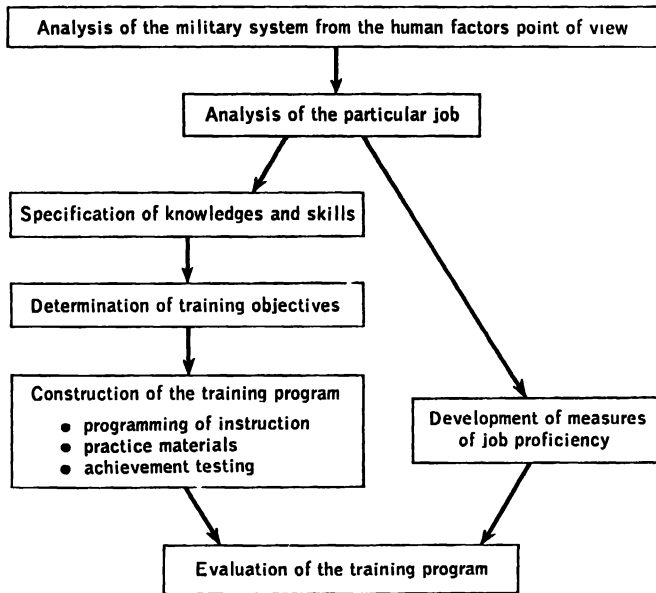 Analysis of the military system from the human factors point of view
Analysis of the particular job
Specification of knowledges and skills
Determination of training objectives
Construction of the training program
● programming of instruction
● practice materials
● achievement testing
Development of measures
of job proficiency
Evaluation of the training program